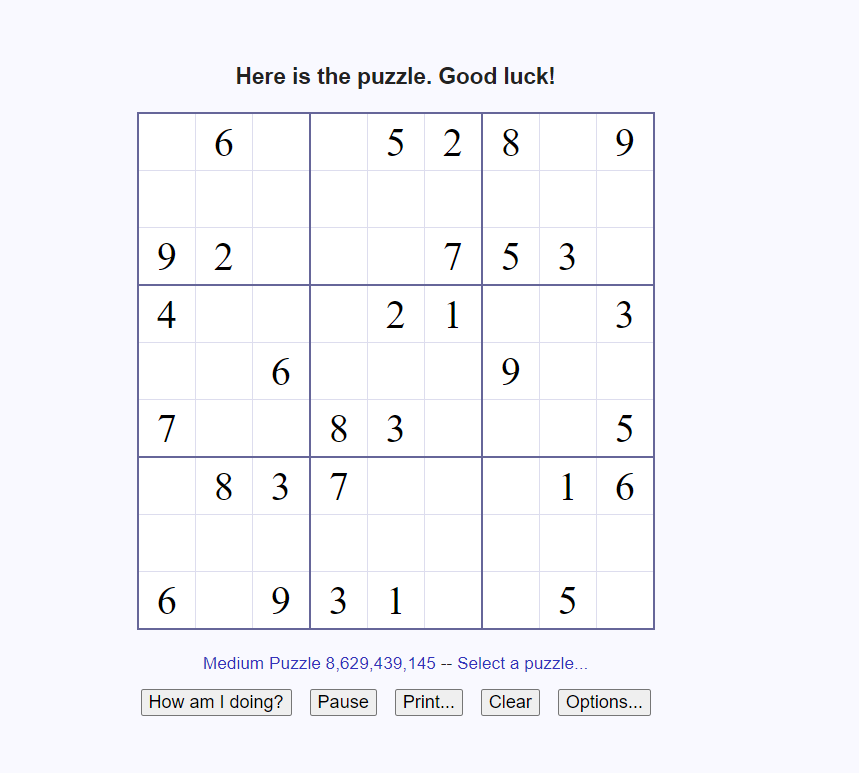 Here is the puzzle. Good luck!
6 5 2 8 9
9 2 7 5 3
4 2 1 3
6 9
7 8 3 5
8 3 7 1 6
6 9 3 1 5
Medium Puzzle 8,629,439,145 -- Select a puzzle...
How am I doing? Pause Print... Clear Options...